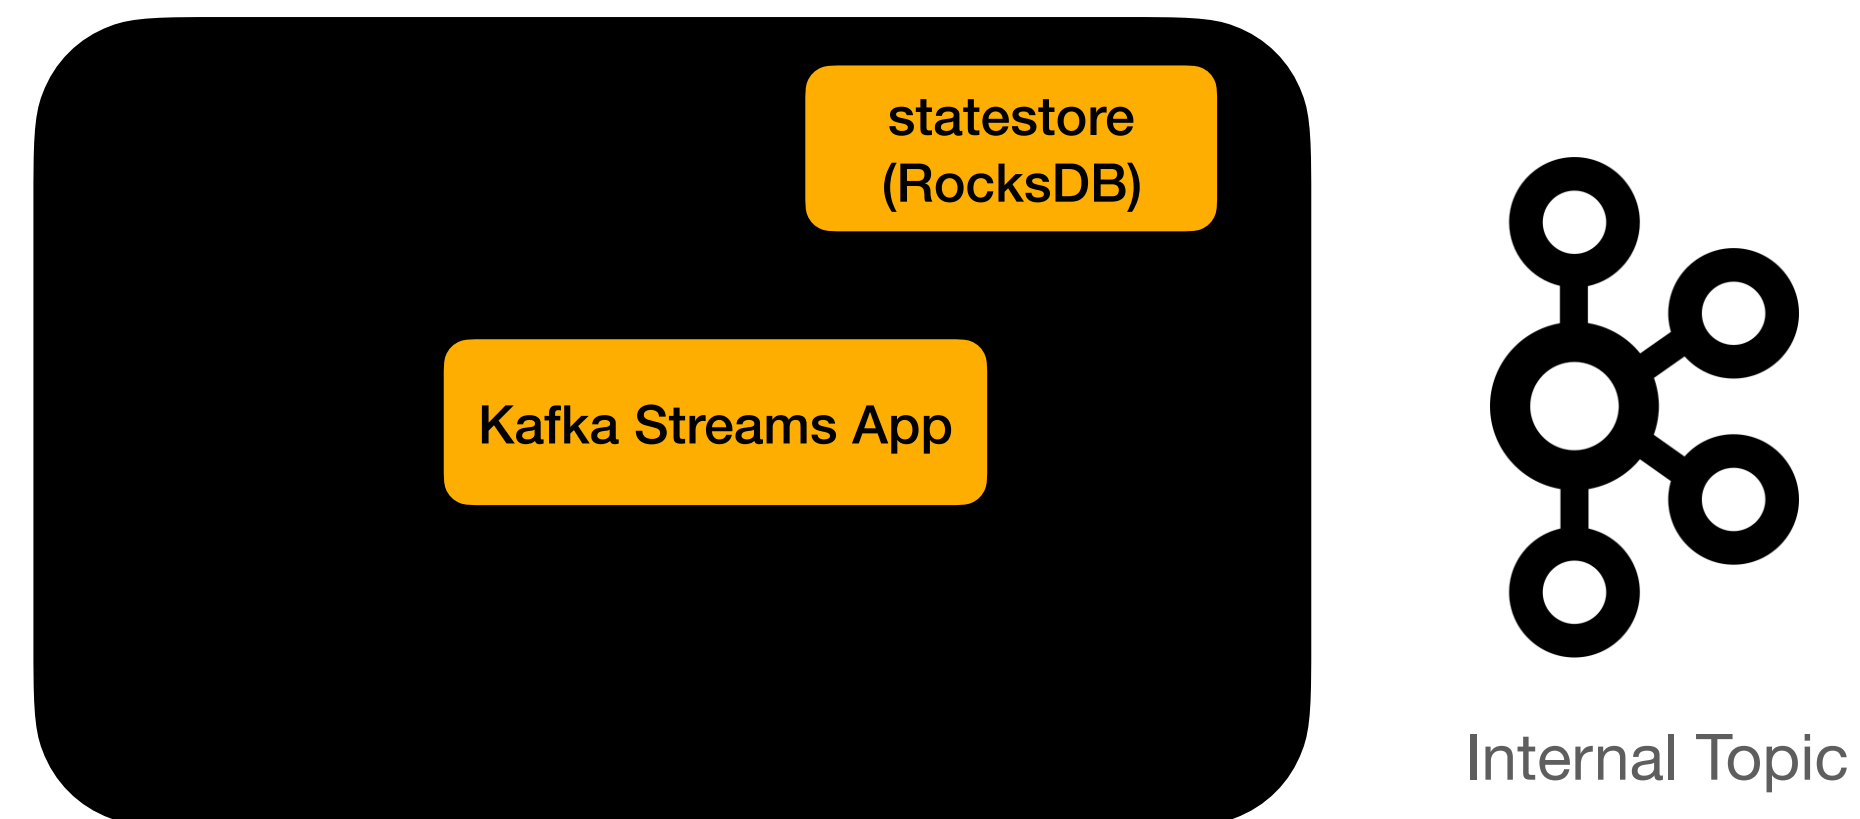 statestore
(RocksDB)
Kafka Streams App
Internal Topic